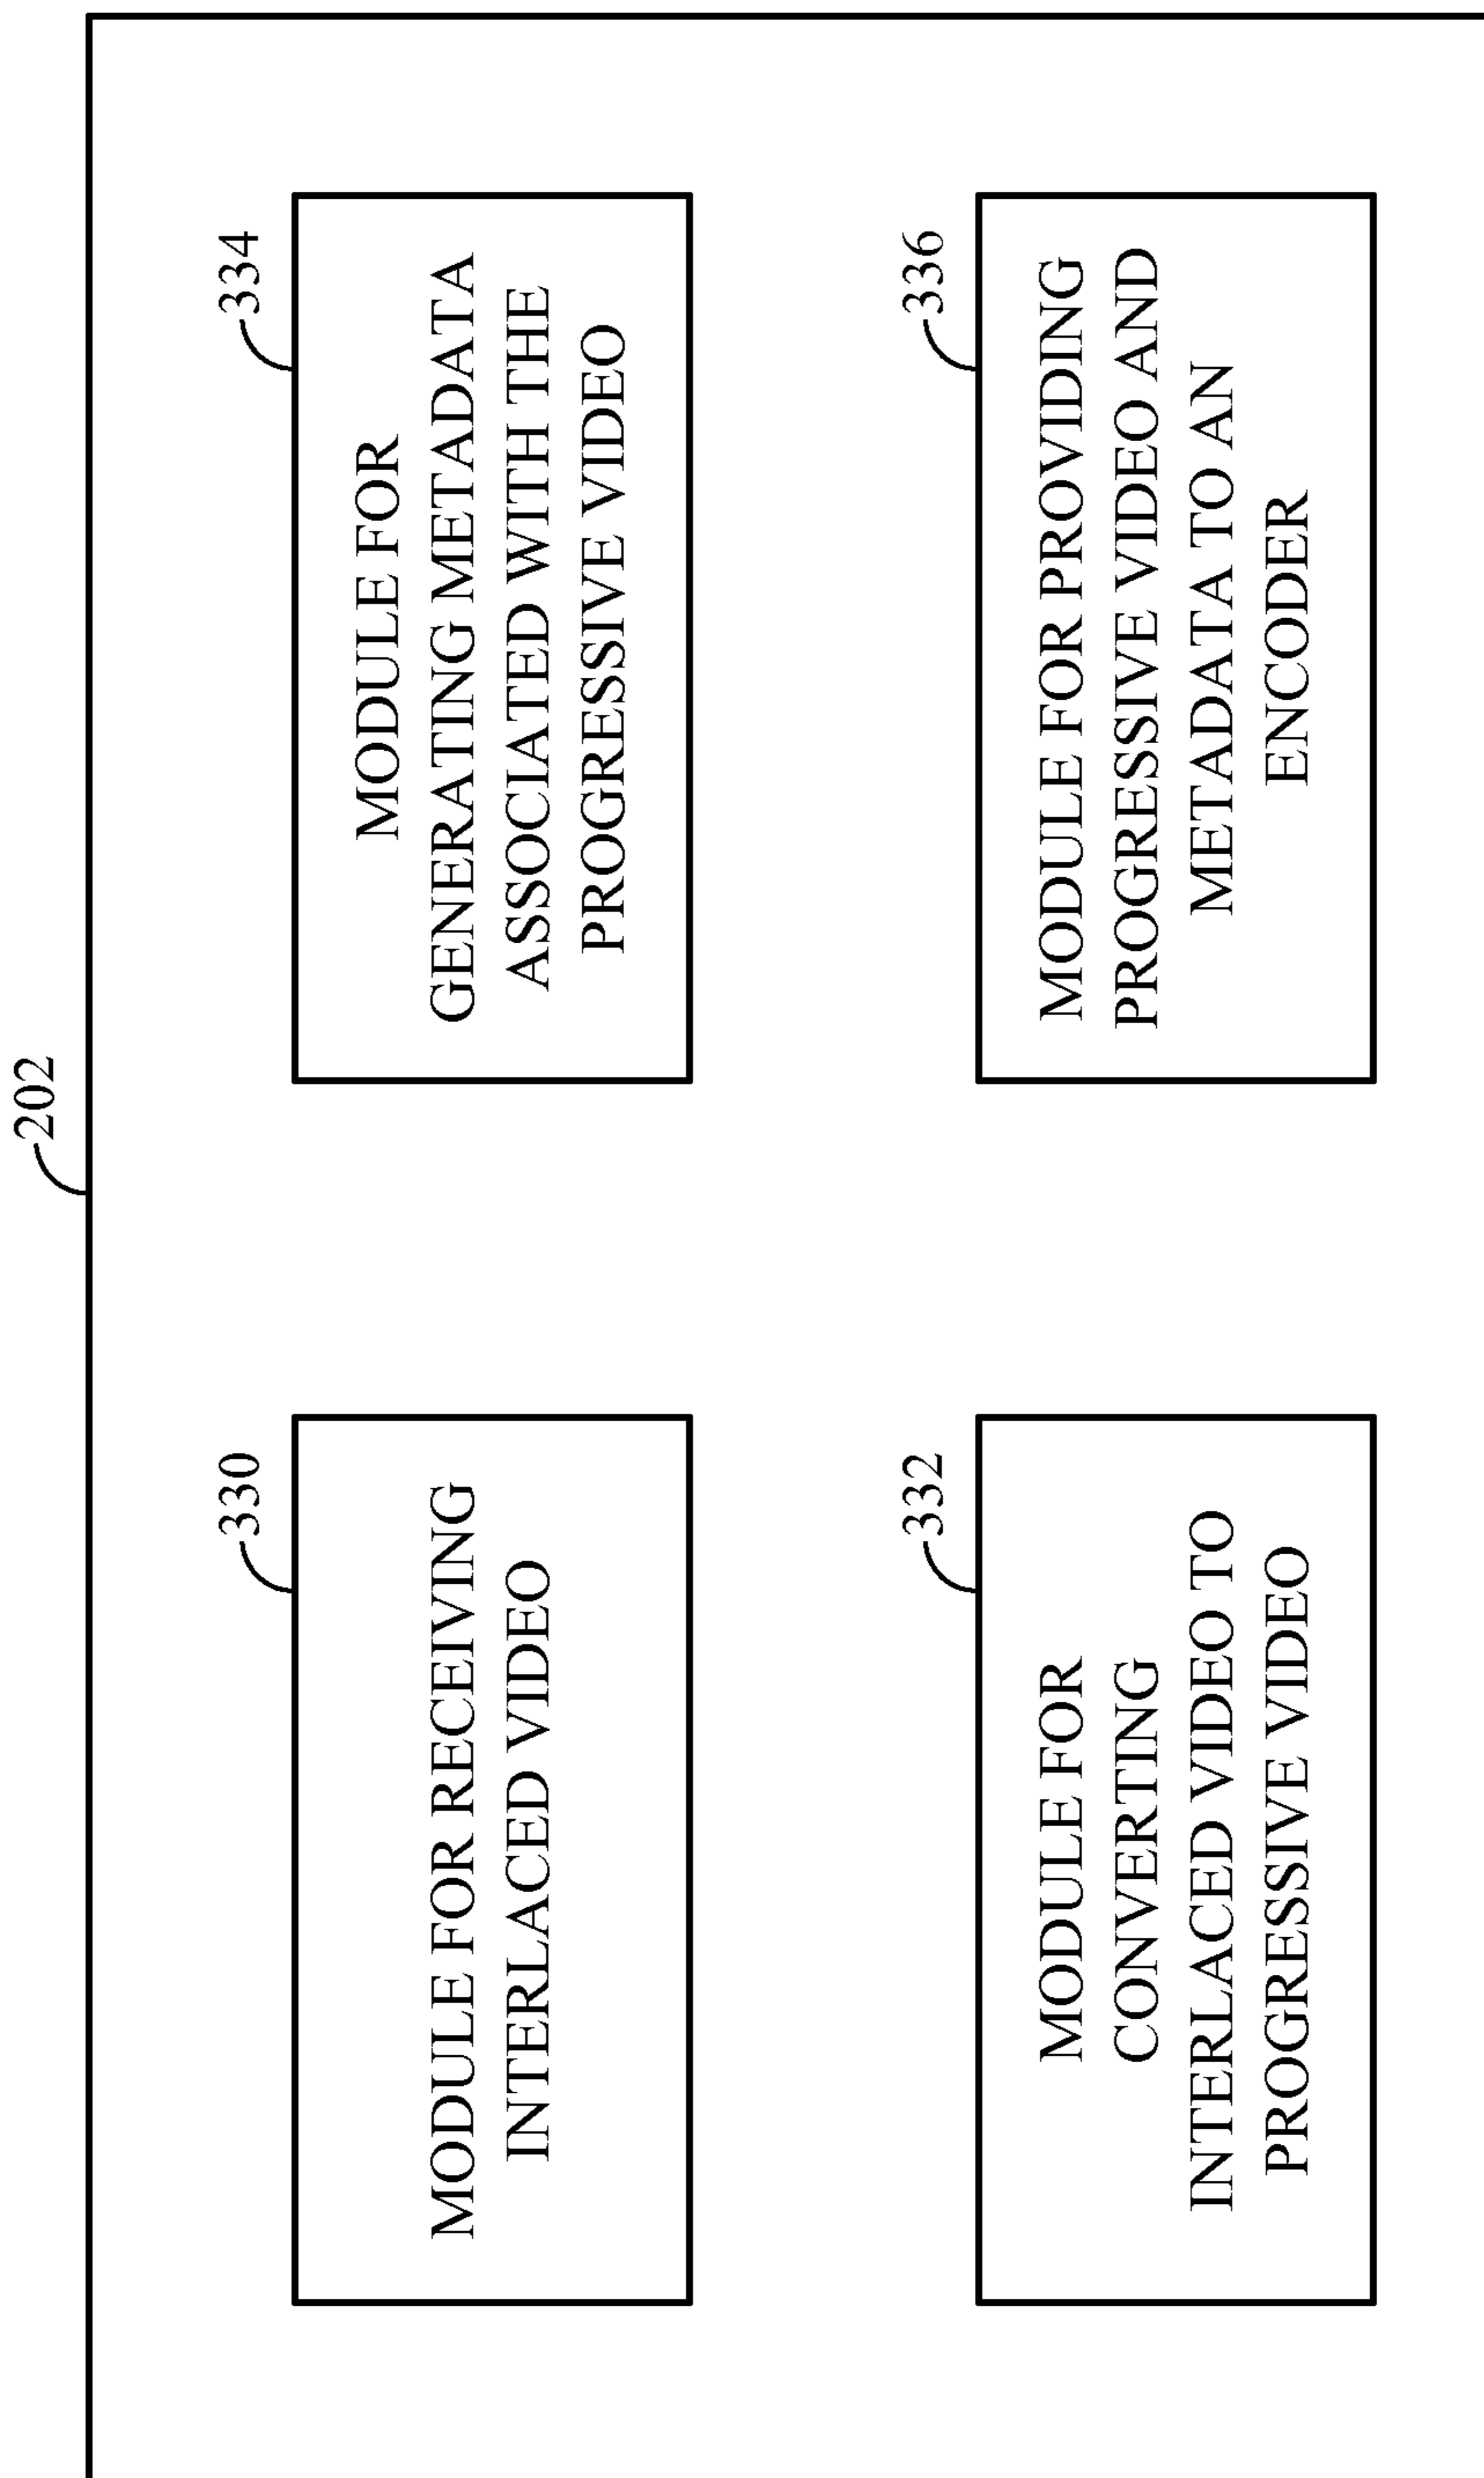 202
330
MODULE FOR RECEIVING
INTERLACED VIDEO
334
MODULE FOR
GENERATING METADATA
ASSOCIATED WITH THE
PROGRESSIVE VIDEO
332
MODULE FOR
CONVERTING
INTERLACED VIDEO TO
PROGRESSIVE VIDEO
336
MODULE FOR PROVIDING
PROGRESSIVE VIDEO AND
METADATA TO AN
ENCODER